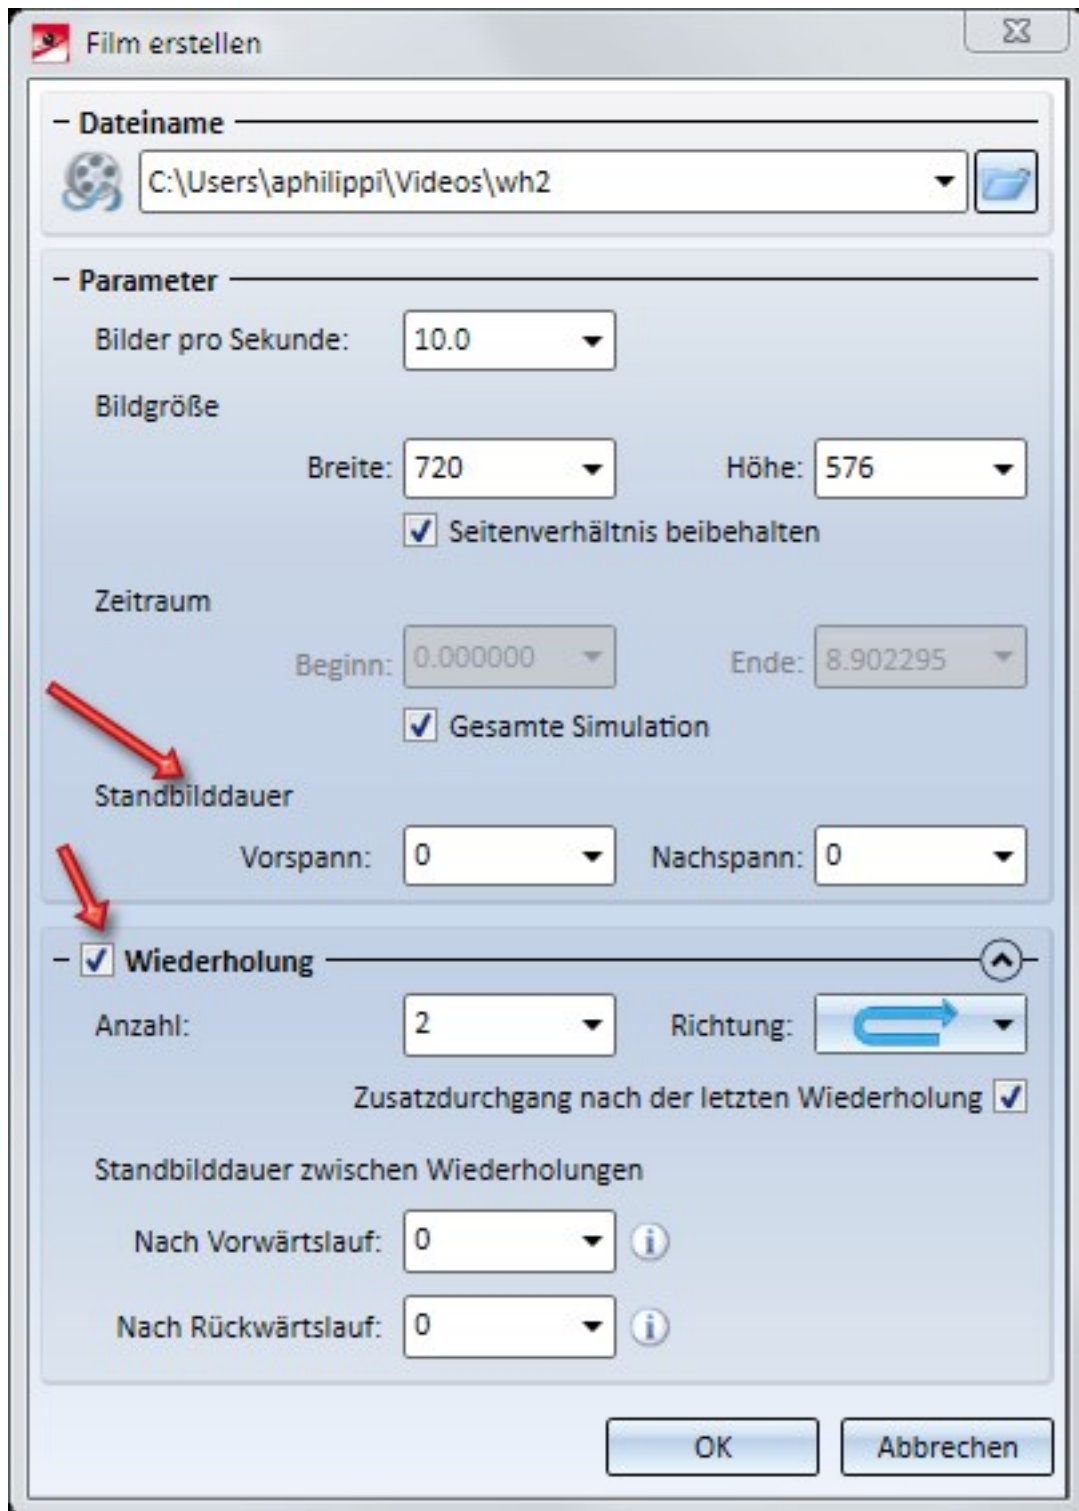 Film erstellen
Dateiname
C:\Users\aphilippi\Videos\wh2
Parameter
Bilder pro Sekunde: 10.0
Bildgröße
Breite: 720 Höhe: 576
Seitenverhältnis beibehalten
Zeitraum
Beginn: 0.000000 Ende: 8.902295
Gesamte Simulation
Standbilddauer
Vorspann: 0 Nachspann: 0
Wiederholung
Anzahl: 2 Richtung:
Zusatzdurchgang nach der letzten Wiederholung
Standbilddauer zwischen Wiederholungen
Nach Vorwärtslauf: 0
Nach Rückwärtslauf: 0
OK Abbrechen